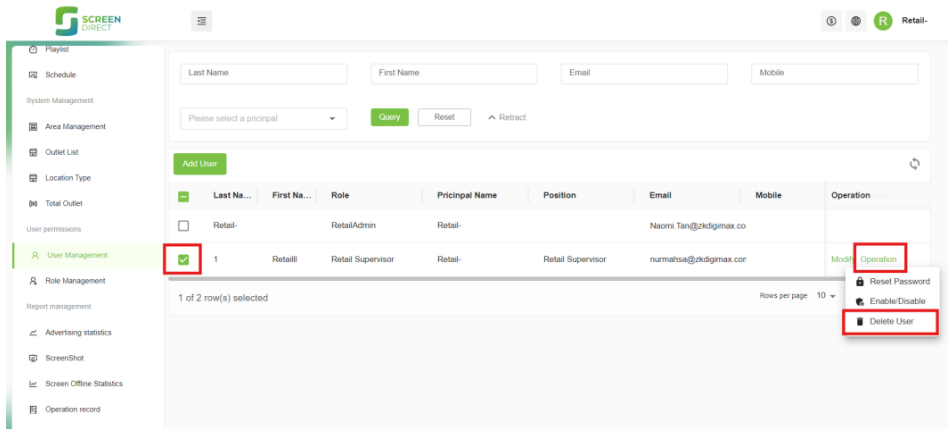 SCREEN
DIRECT
R
Retail-
Playlist
Schedule
System Management
Area Management
Outlet List
Location Type
Total Outlet
User permissions
User Management
Role Management
Report management
Advertising statistics
ScreenShot
Screen Offline Statistics
Operation record
Last Name
First Name
Email
Mobile
Please select a pricinpal
Query
Reset
Retract
Add User
Last Na...
First Na...
Role
Pricinpal Name
Position
Email
Mobile
Operation
Retail-
RetailAdmin
Retail-
Naomi.Tan@zkdigimax.co
1
Retailll
Retail Supervisor
Retail-
Retail Supervisor
nurmahsa@zkdigimax.com
Modify
Operation
1 of 2 row(s) selected
Rows per page
10
Reset Password
Enable/Disable
Delete User